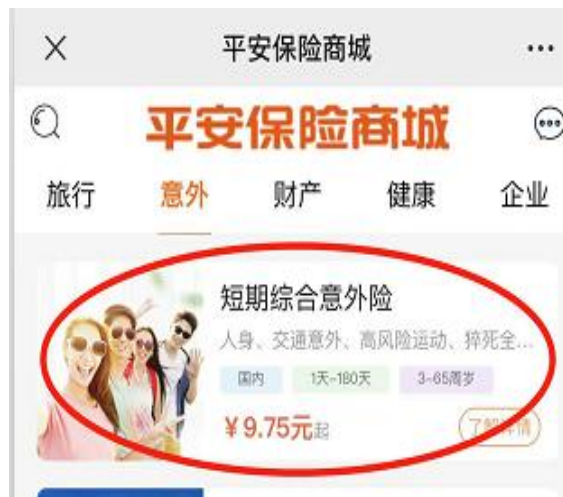 平安保险商城
平安保险商城
旅行 意外 财产 健康 企业
短期综合意外险
人身、交通意外、高风险运动、猝死全...
国内 1天-180天 3-65周岁
¥9.75元起
了解详情